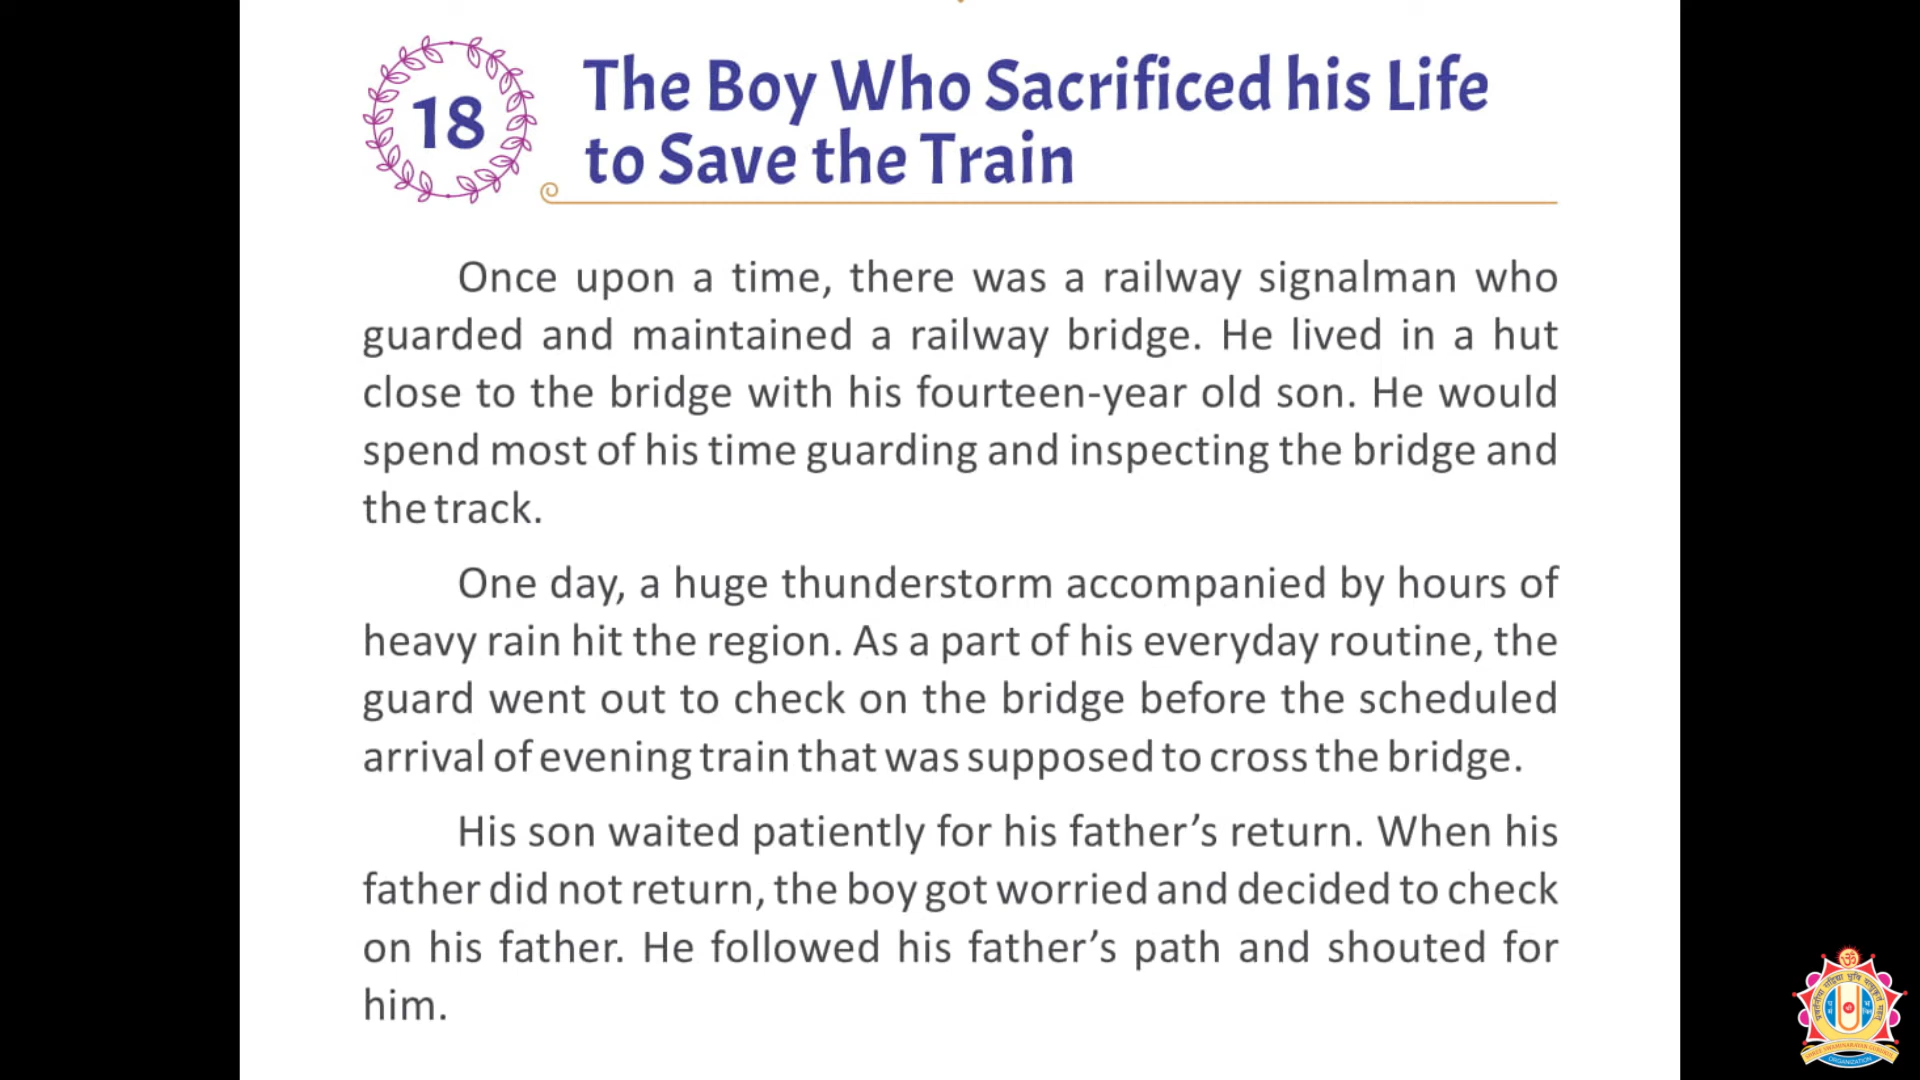 18
The Boy Who Sacrificed his Life
to Save the Train
Once upon a time, there was a railway signalman who
guarded and maintained a railway bridge. He lived in a hut
close to the bridge with his fourteen-year old son. He would
spend most of his time guarding and inspecting the bridge and
the track.
One day, a huge thunderstorm accompanied by hours of
heavy rain hit the region. As a part of his everyday routine, the
guard went out to check on the bridge before the scheduled
arrival of evening train that was supposed to cross the bridge.
His son waited patiently for his father’s return. When his
father did not return, the boy got worried and decided to check
on his father. He followed his father’s path and shouted for
him.
ORGANIZATION